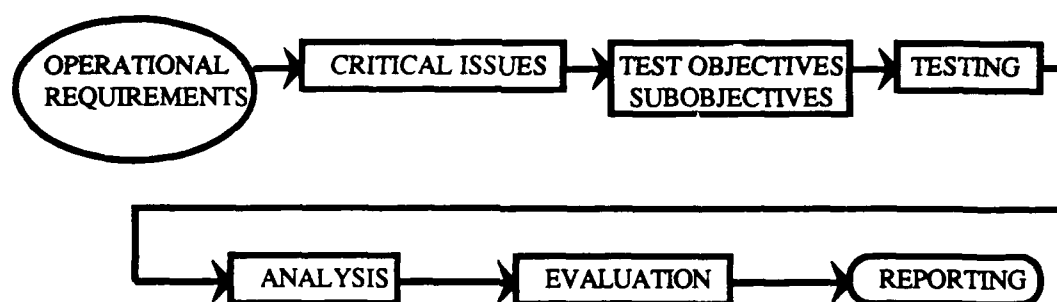 OPERATIONAL
REQUIREMENTS
CRITICAL ISSUES
TEST OBJECTIVES
SUBOBJECTIVES
TESTING
ANALYSIS
EVALUATION
REPORTING